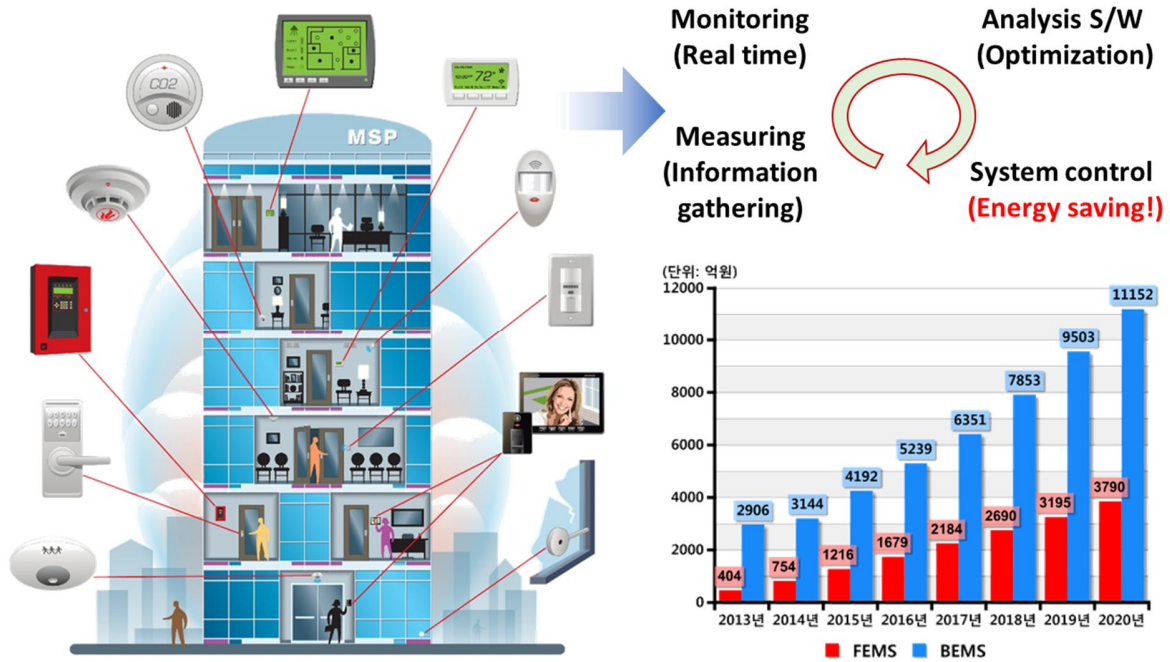 CO2
72°
MSP
Monitoring
(Real time)
Analysis S/W
(Optimization)
Measuring
(Information
gathering)
System control
(Energy saving!)
(단위: 억원)
12000
10000
8000
6000
4000
2000
0
404
2906
754
3144
1216
4192
1679
5239
2184
6351
2690
7853
3195
9503
3790
11152
2013년
2014년
2015년
2016년
2017년
2018년
2019년
2020년
FEMS
BEMS